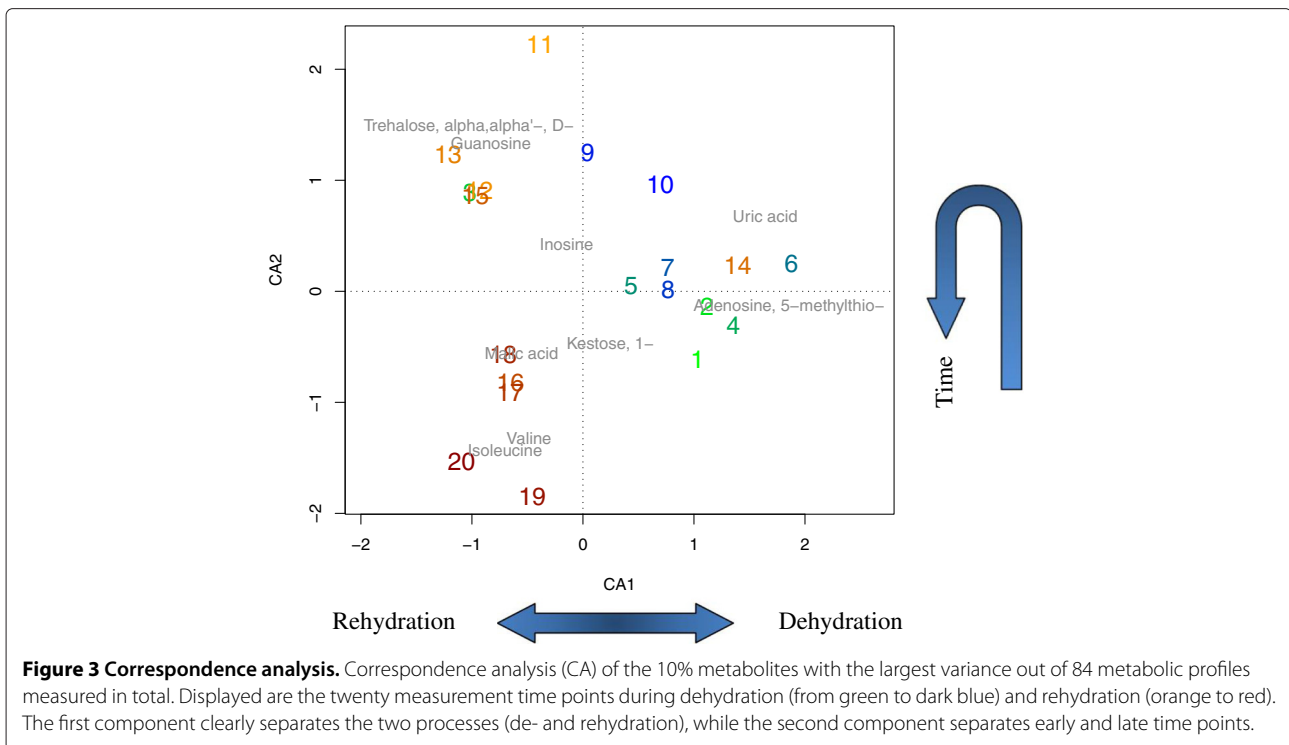 11
2
Trehalose, alpha,alpha'−, D−
Guanosine
13
9
12
3
15
10
1
Uric acid
Inosine
CA2
7
14
6
5
8
0
2
Adenosine, 5−methylthio−
4
Kestose, 1−
18
Malic acid
1
16
17
−1
Valine
Isoleucine
20
19
−2
−2
−1
0
1
2
CA1
Time
Rehydration
Dehydration
Figure 3 Correspondence analysis. Correspondence analysis (CA) of the 10% metabolites with the largest variance out of 84 metabolic profiles
measured in total. Displayed are the twenty measurement time points during dehydration (from green to dark blue) and rehydration (orange to red).
The first component clearly separates the two processes (de- and rehydration), while the second component separates early and late time points.